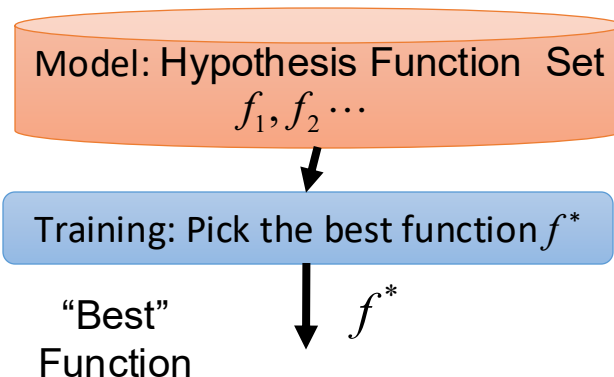 Model: Hypothesis Function Set
f₁, f₂ ⋯
Training: Pick the best function f*
“Best”
Function
f*